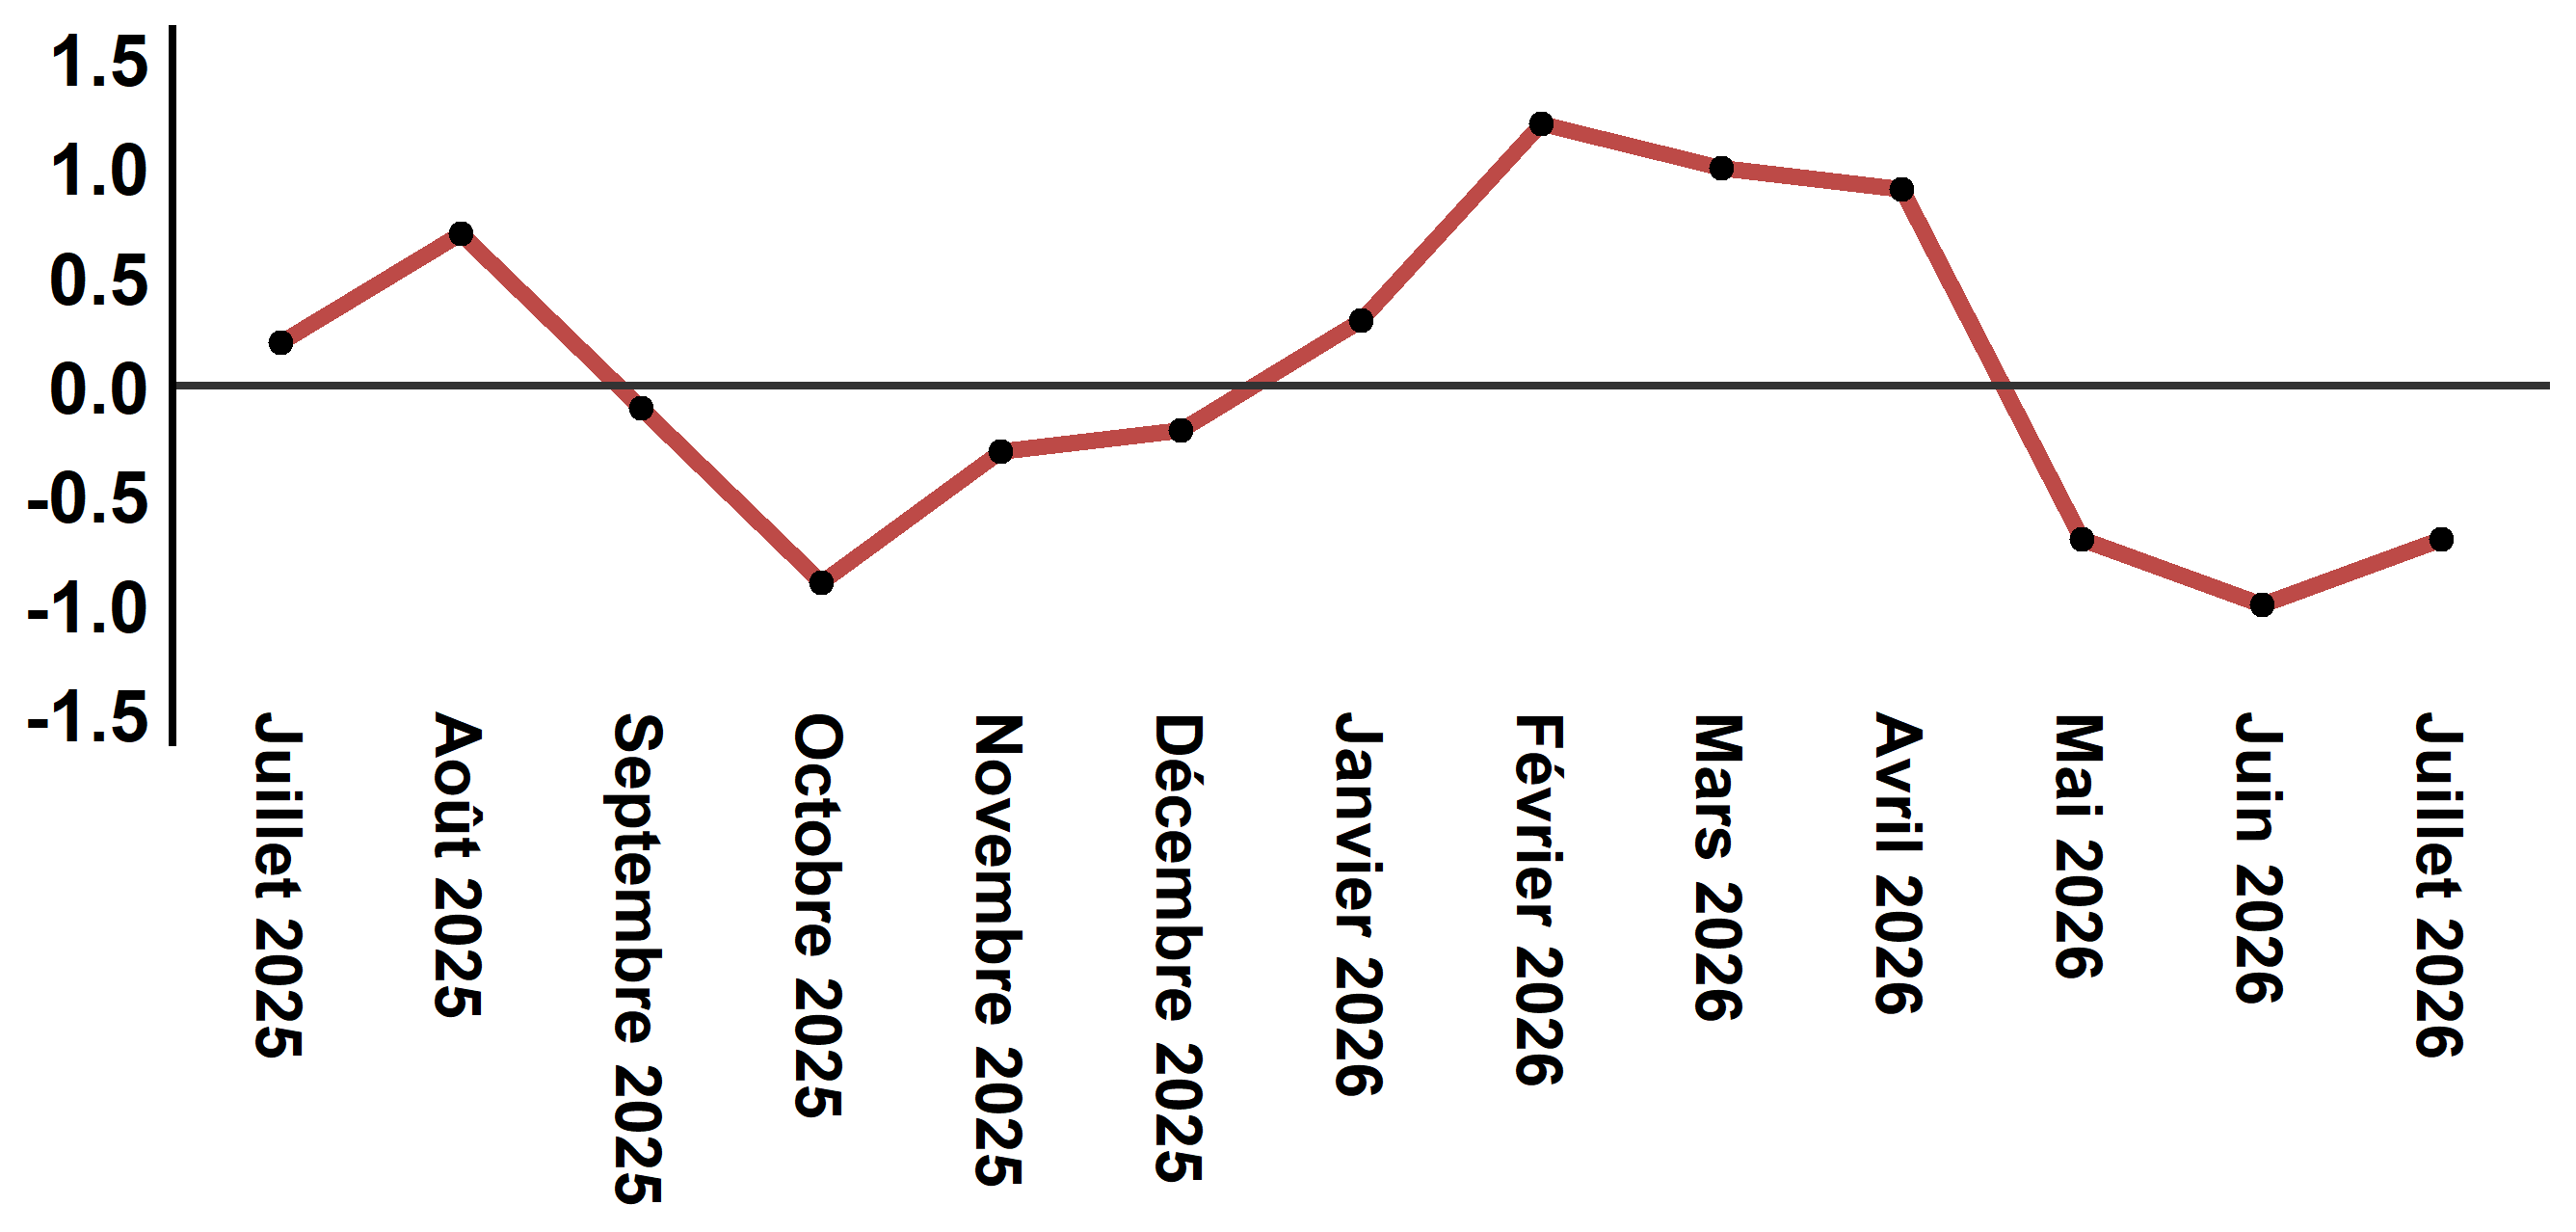 1.5
1.0
0.5
0.0
-0.5
-1.0
-1.5
Juillet 2025
Août 2025
Septembre 2025
Octobre 2025
Novembre 2025
Décembre 2025
Janvier 2026
Février 2026
Mars 2026
Avril 2026
Mai 2026
Juin 2026
Juillet 2026